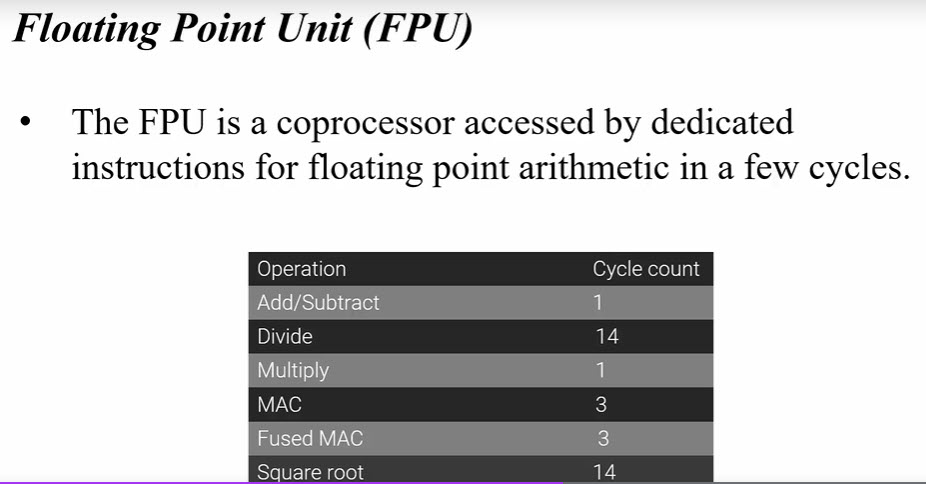 Floating Point Unit (FPU)
• The FPU is a coprocessor accessed by dedicated
instructions for floating point arithmetic in a few cycles.
Operation Cycle count
Add/Subtract 1
Divide 14
Multiply 1
MAC 3
Fused MAC 3
Square root 14